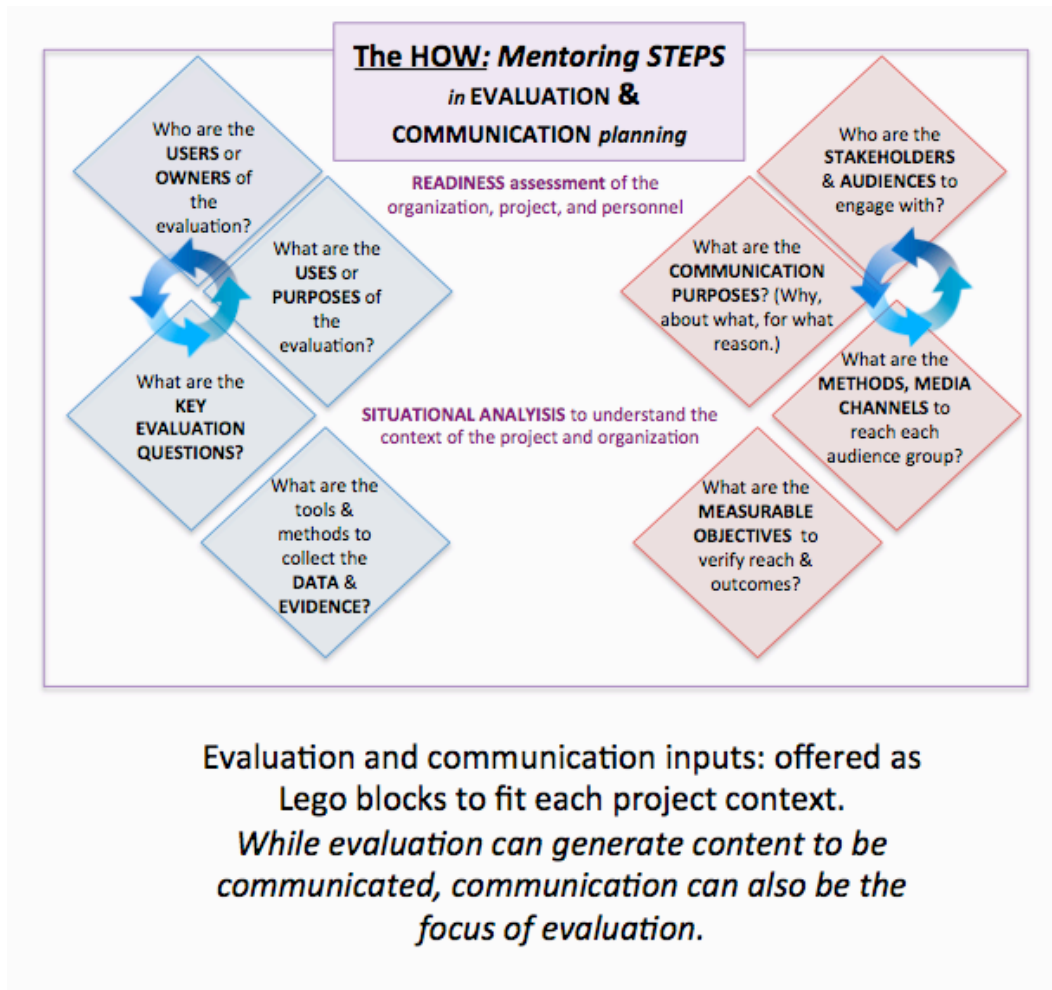 The HOW: Mentoring STEPS
in EVALUATION &
COMMUNICATION planning
READINESS assessment of the
organization, project, and personnel
SITUATIONAL ANALYISIS to understand the
context of the project and organization
Who are the
USERS or
OWNERS of
the
evaluation?
What are the
USES or
PURPOSES of
the
evaluation?
What are the
KEY
EVALUATION
QUESTIONS?
What are the
tools &
methods to
collect the
DATA &
EVIDENCE?
Who are the
STAKEHOLDERS
& AUDIENCES to
engage with?
What are the
COMMUNICATION
PURPOSES? (Why,
about what, for what
reason.)
What are the
METHODS, MEDIA
CHANNELS to
reach each
audience group?
What are the
MEASURABLE
OBJECTIVES to
verify reach &
outcomes?
Evaluation and communication inputs: offered as
Lego blocks to fit each project context.
While evaluation can generate content to be
communicated, communication can also be the
focus of evaluation.